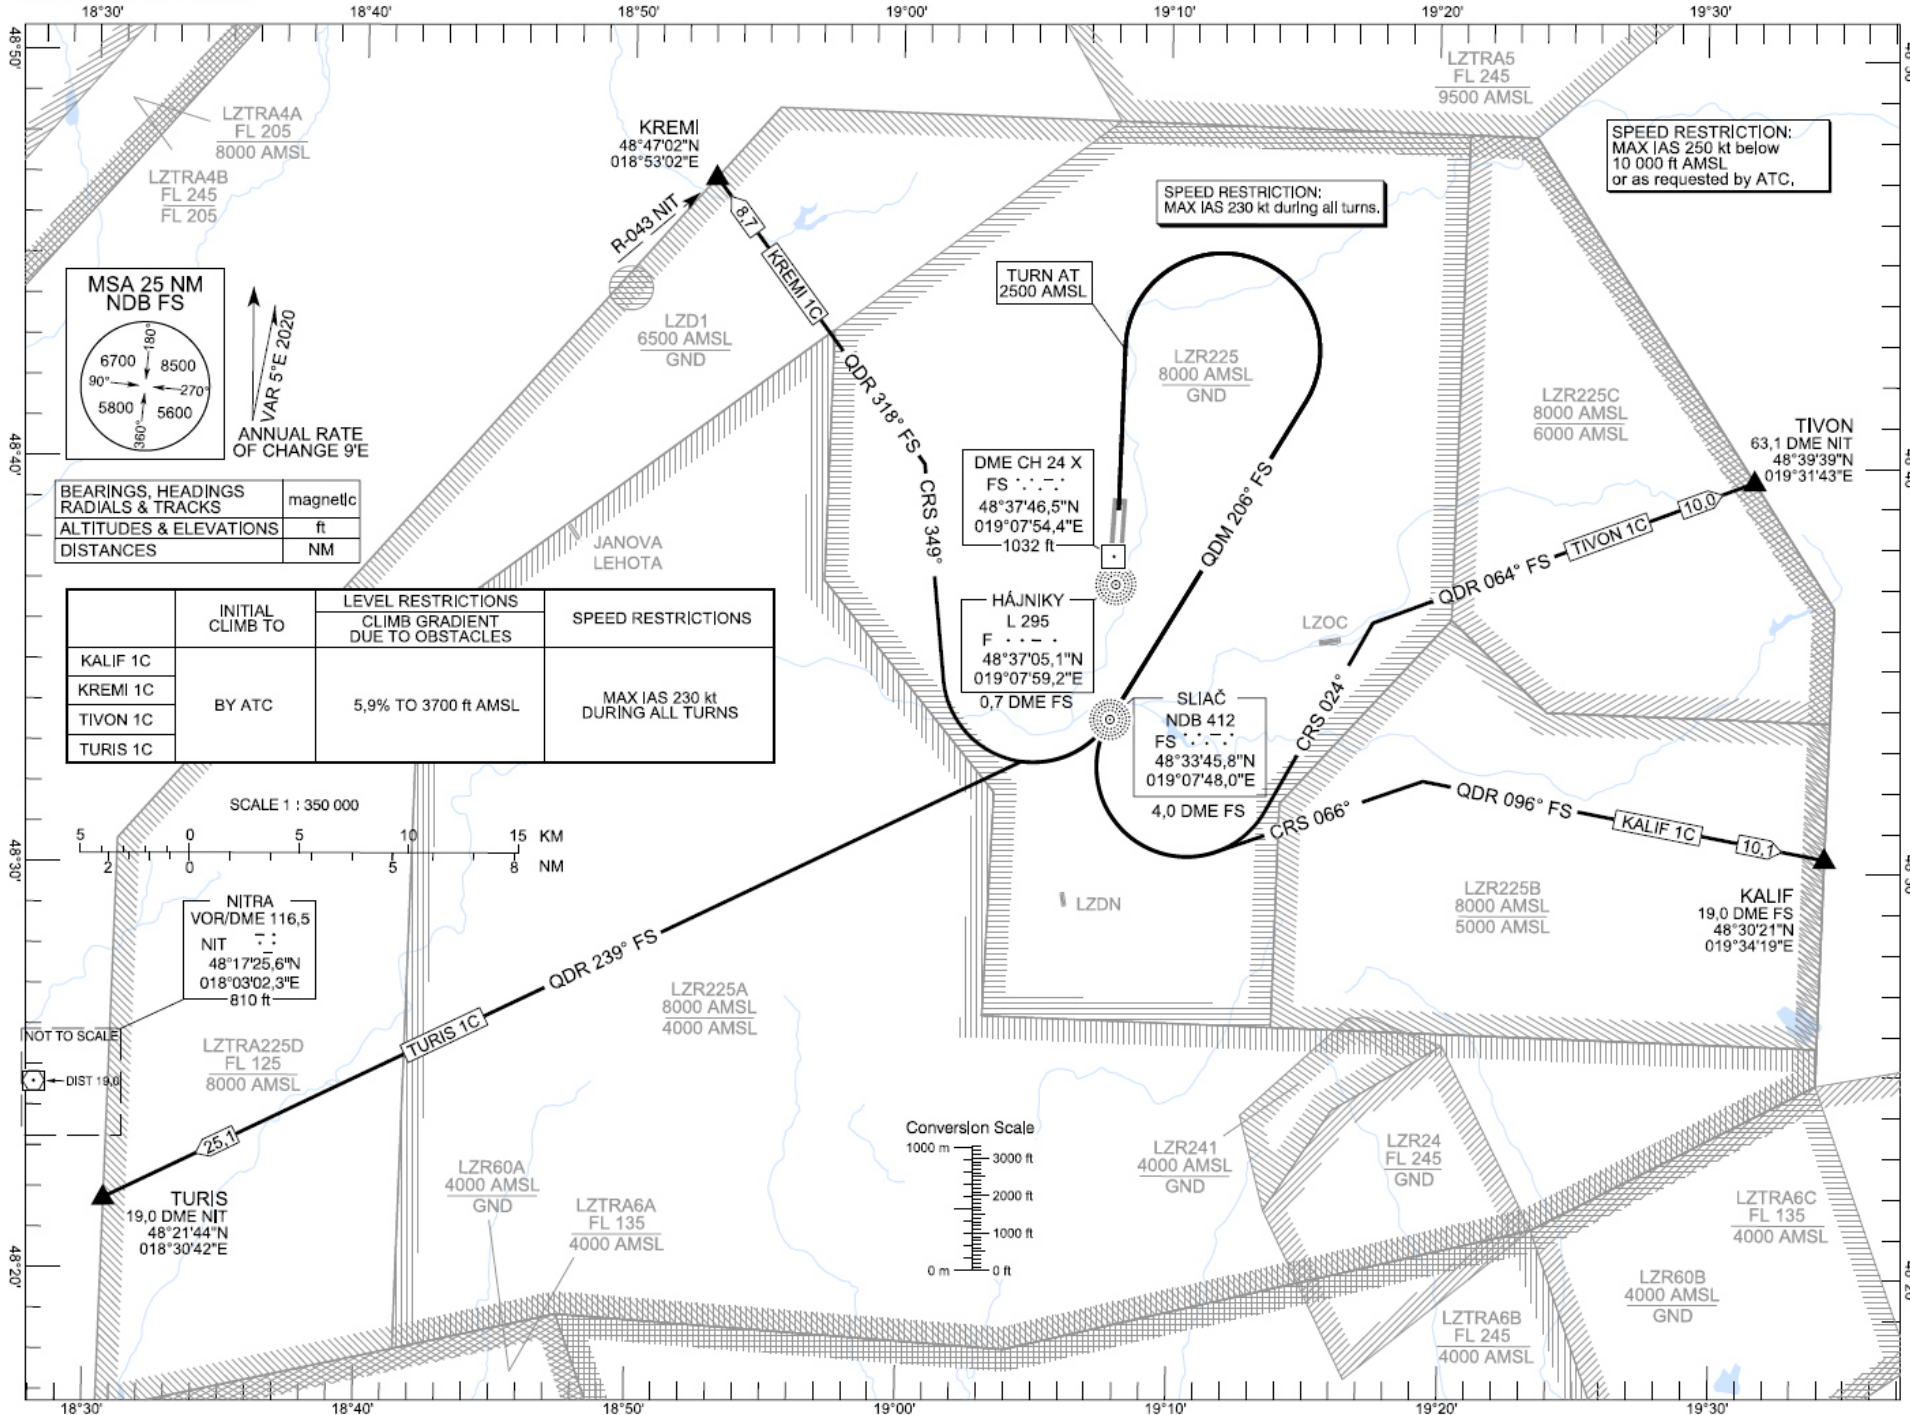 18°30'
18°40'
18°50'
19°00'
19°10'
19°20'
19°30'
48°50'
LZTRA5
FL 245
9500 AMSL
LZTRA4A
FL 205
8000 AMSL
LZTRA4B
FL 245
FL 205
KREMI
48°47'02"N
018°53'02"E
SPEED RESTRICTION:
MAX IAS 250 kt below
10 000 ft AMSL
or as requested by ATC,
SPEED RESTRICTION:
MAX IAS 230 kt during all turns.
R-043 NIT
8,7
KREMI 1C
TURN AT
2500 AMSL
MSA 25 NM
NDB FS
180°
6700
8500
90°
270°
5800
5600
360°
VAR 5°E 2020
ANNUAL RATE
OF CHANGE 9'E
LZD1
6500 AMSL
GND
LZR225
8000 AMSL
GND
LZR225C
8000 AMSL
6000 AMSL
QDR 318° FS
CRS 349°
48°40'
TIVON
63,1 DME NIT
48°39'39"N
019°31'43"E
BEARINGS, HEADINGS
RADIALS & TRACKS
magnetic
ALTITUDES & ELEVATIONS
ft
DISTANCES
NM
JANOVA
LEHOTA
DME CH 24 X
FS
48°37'46,5"N
019°07'54,4"E
1032 ft
QDM 206° FS
10,0
TIVON 1C
QDR 064° FS
INITIAL
CLIMB TO
LEVEL RESTRICTIONS
CLIMB GRADIENT
DUE TO OBSTACLES
SPEED RESTRICTIONS
KALIF 1C
KREMI 1C
TIVON 1C
TURIS 1C
BY ATC
5,9% TO 3700 ft AMSL
MAX IAS 230 kt
DURING ALL TURNS
HÁJNIKY
L 295
F
48°37'05,1"N
019°07'59,2"E
0,7 DME FS
LZOC
SLIAČ
NDB 412
FS
48°33'45,8"N
019°07'48,0"E
4,0 DME FS
CRS 024°
CRS 066°
QDR 096° FS
KALIF 1C
10,1
SCALE 1 : 350 000
5
0
5
10
15
KM
2
0
5
8
NM
48°30'
KALIF
19,0 DME FS
48°30'21"N
019°34'19"E
NITRA
VOR/DME 116,5
NIT
48°17'25,6"N
018°03'02,3"E
810 ft
LZDN
LZR225B
8000 AMSL
5000 AMSL
QDR 239° FS
LZR225A
8000 AMSL
4000 AMSL
TURIS 1C
NOT TO SCALE
DIST 19,0
LZTRA225D
FL 125
8000 AMSL
25,1
TURIS
19,0 DME NIT
48°21'44"N
018°30'42"E
LZR60A
4000 AMSL
GND
LZTRA6A
FL 135
4000 AMSL
Conversion Scale
1000 m
3000 ft
2000 ft
1000 ft
0 m
0 ft
LZR241
4000 AMSL
GND
LZR24
FL 245
GND
LZTRA6C
FL 135
4000 AMSL
LZR60B
4000 AMSL
GND
LZTRA6B
FL 245
4000 AMSL
48°20'
18°30'
18°40'
18°50'
19°00'
19°10'
19°20'
19°30'